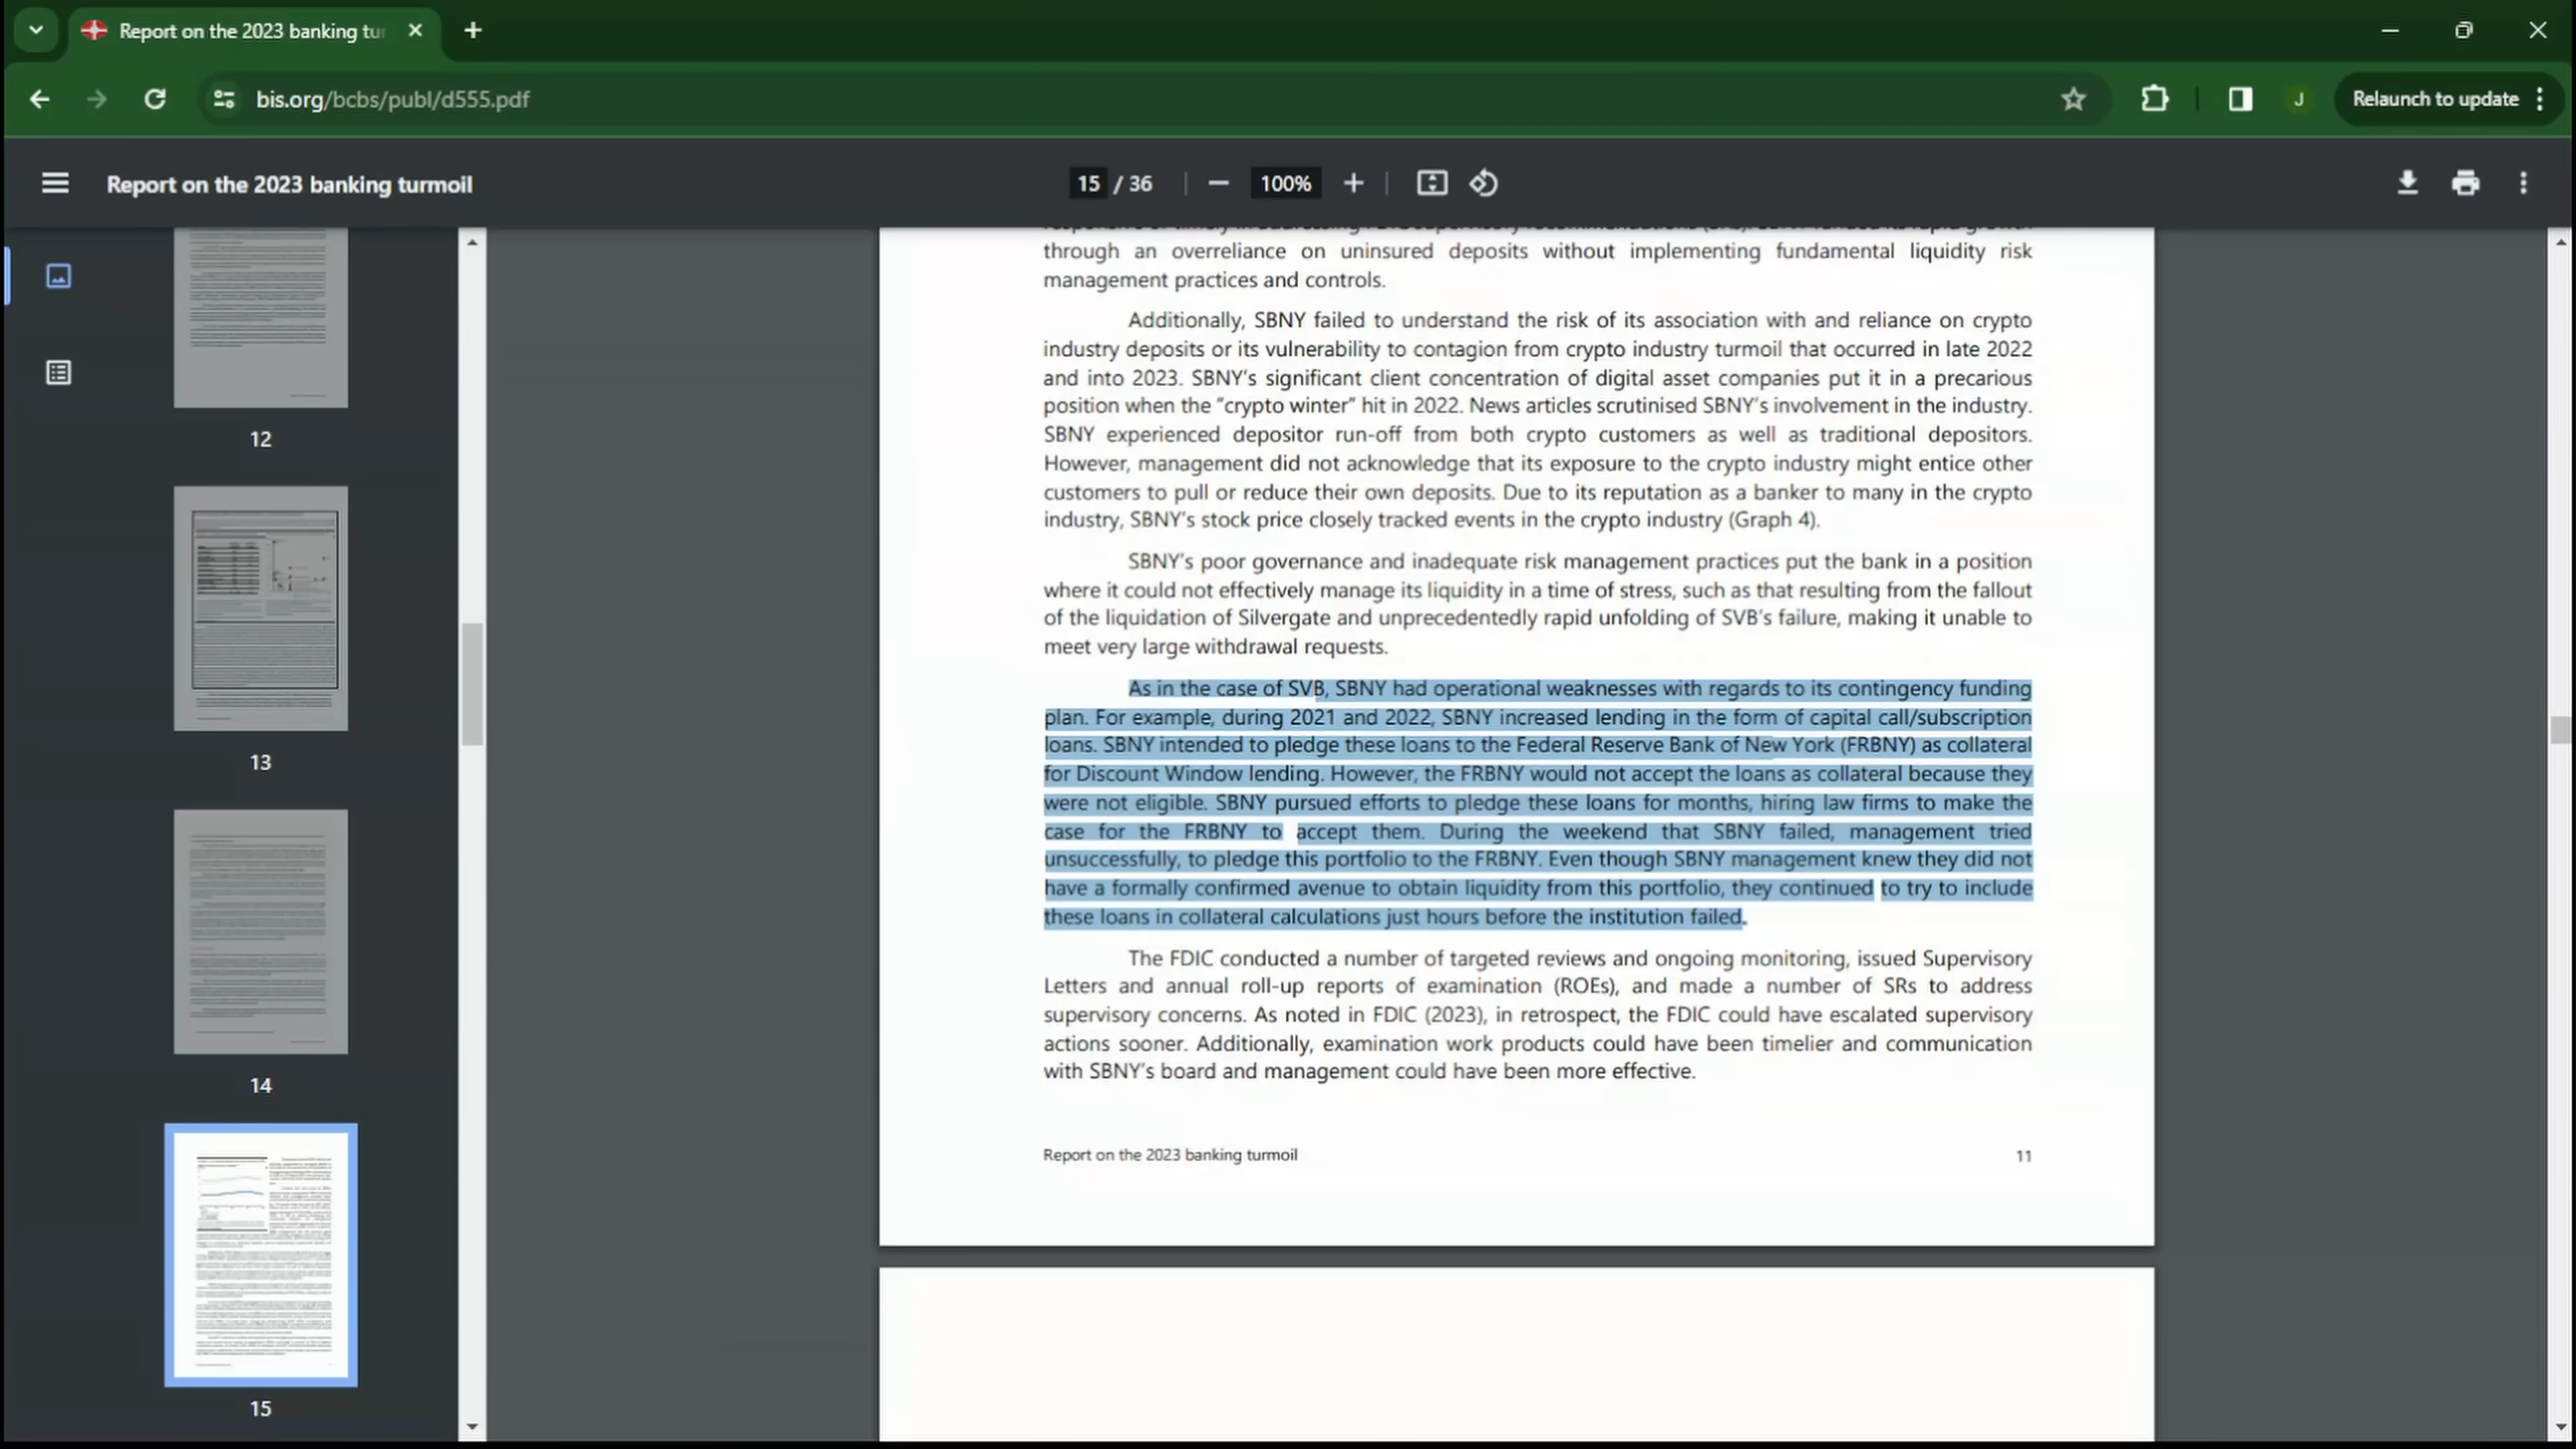 Report on the 2023 banking tur
bis.org/bcbs/publ/d555.pdf
J
Relaunch to update
Report on the 2023 banking turmoil
15 / 36
100%
12
13
14
15
through an overreliance on uninsured deposits without implementing fundamental liquidity risk
management practices and controls.
Additionally, SBNY failed to understand the risk of its association with and reliance on crypto
industry deposits or its vulnerability to contagion from crypto industry turmoil that occurred in late 2022
and into 2023. SBNY's significant client concentration of digital asset companies put it in a precarious
position when the "crypto winter" hit in 2022. News articles scrutinised SBNY's involvement in the industry.
SBNY experienced depositor run-off from both crypto customers as well as traditional depositors.
However, management did not acknowledge that its exposure to the crypto industry might entice other
customers to pull or reduce their own deposits. Due to its reputation as a banker to many in the crypto
industry, SBNY's stock price closely tracked events in the crypto industry (Graph 4).
SBNY's poor governance and inadequate risk management practices put the bank in a position
where it could not effectively manage its liquidity in a time of stress, such as that resulting from the fallout
of the liquidation of Silvergate and unprecedentedly rapid unfolding of SVB's failure, making it unable to
meet very large withdrawal requests.
As in the case of SVB, SBNY had operational weaknesses with regards to its contingency funding
plan. For example, during 2021 and 2022, SBNY increased lending in the form of capital call/subscription
loans. SBNY intended to pledge these loans to the Federal Reserve Bank of New York (FRBNY) as collateral
for Discount Window lending. However, the FRBNY would not accept the loans as collateral because they
were not eligible. SBNY pursued efforts to pledge these loans for months, hiring law firms to make the
case for the FRBNY to accept them. During the weekend that SBNY failed, management tried
unsuccessfully, to pledge this portfolio to the FRBNY. Even though SBNY management knew they did not
have a formally confirmed avenue to obtain liquidity from this portfolio, they continued to try to include
these loans in collateral calculations just hours before the institution failed.
The FDIC conducted a number of targeted reviews and ongoing monitoring, issued Supervisory
Letters and annual roll-up reports of examination (ROEs), and made a number of SRs to address
supervisory concerns. As noted in FDIC (2023), in retrospect, the FDIC could have escalated supervisory
actions sooner. Additionally, examination work products could have been timelier and communication
with SBNY's board and management could have been more effective.
Report on the 2023 banking turmoil
11